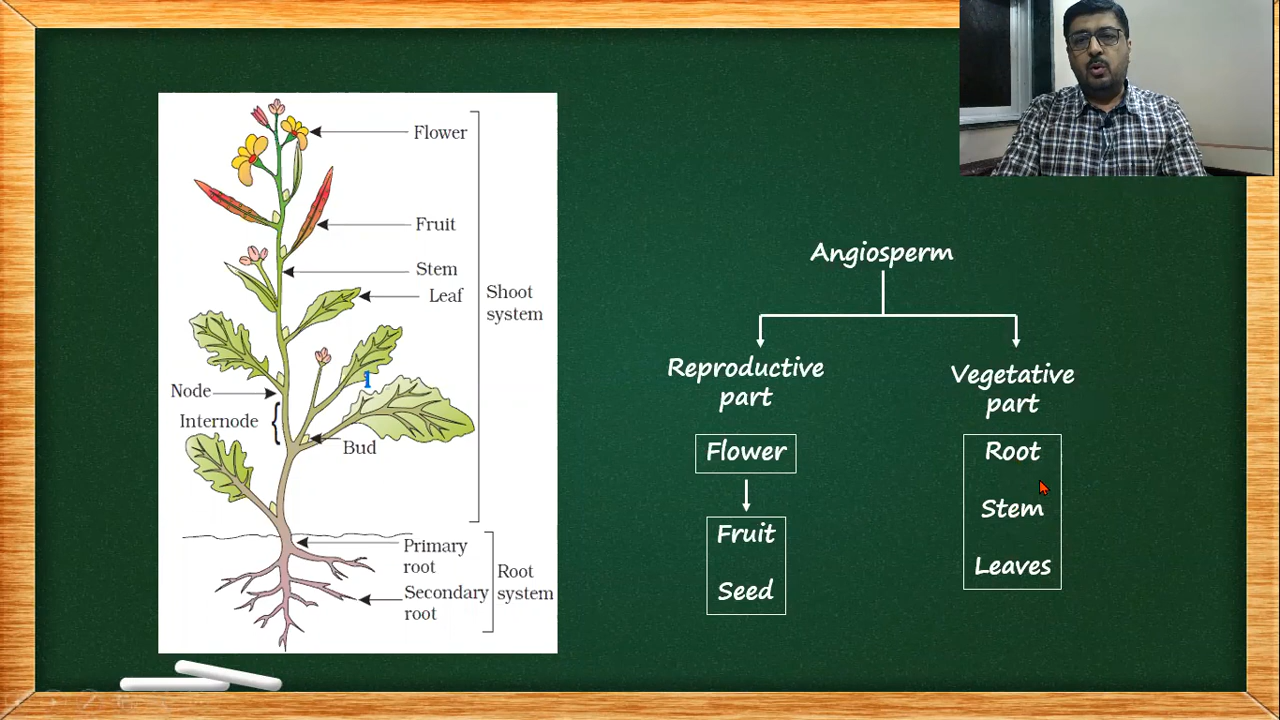 Flower
Fruit
Stem
Leaf
Shoot
system
Node
Internode
Bud
Primary
root
Secondary
root
Root
system
1
Angiosperm
Reproductive
part
Vegetative
part
Flower
Fruit
Seed
Root
Stem
Leaves